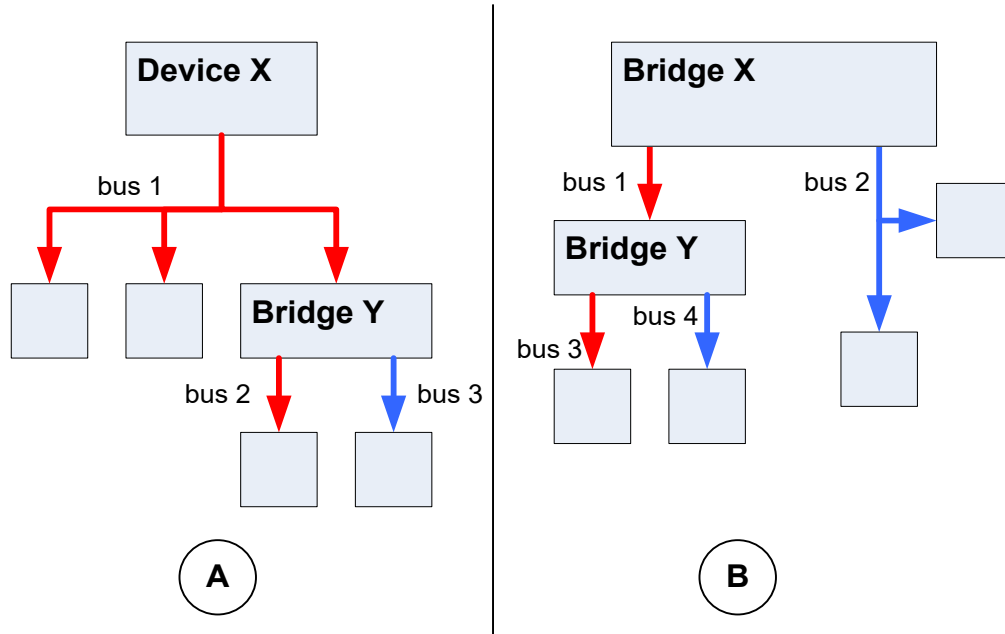 Device X
bus 1
Bridge Y
bus 2
bus 3
A
Bridge X
bus 1
bus 2
Bridge Y
bus 3
bus 4
B